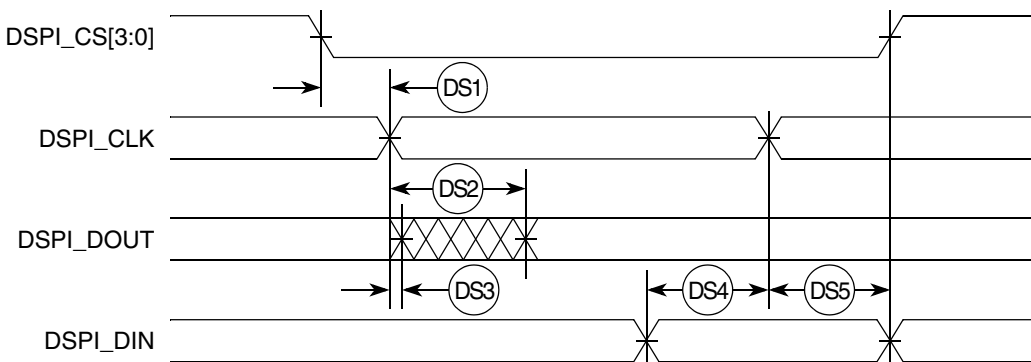 DSPI_CS[3:0]
DS1
DSPI_CLK
DS2
DSPI_DOUT
DS3
DS4
DS5
DSPI_DIN